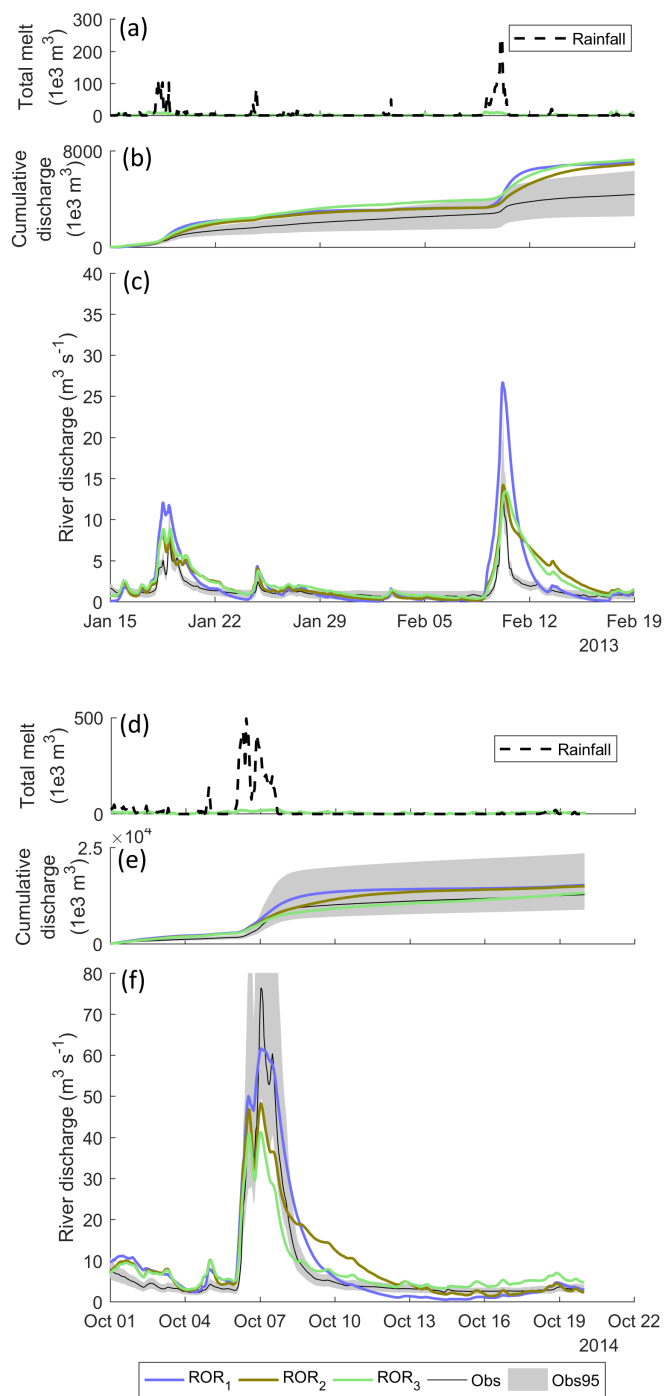 (a)
300
200
100
0
Total melt
(1e3 m³)
Rainfall
(b)
8000
0
Cumulative
discharge
(1e3 m³)
(c)
40
35
30
25
20
15
10
5
0
River discharge (m³ s⁻¹)
Jan 15 Jan 22 Jan 29 Feb 05 Feb 12 Feb 19
2013
(d)
500
0
Total melt
(1e3 m³)
Rainfall
×10⁴
(e)
2.5
0
Cumulative
discharge
(1e3 m³)
(f)
80
70
60
50
40
30
20
10
0
River discharge (m³ s⁻¹)
Oct 01 Oct 04 Oct 07 Oct 10 Oct 13 Oct 16 Oct 19 Oct 22
2014
ROR₁ ROR₂ ROR₃ Obs Obs95